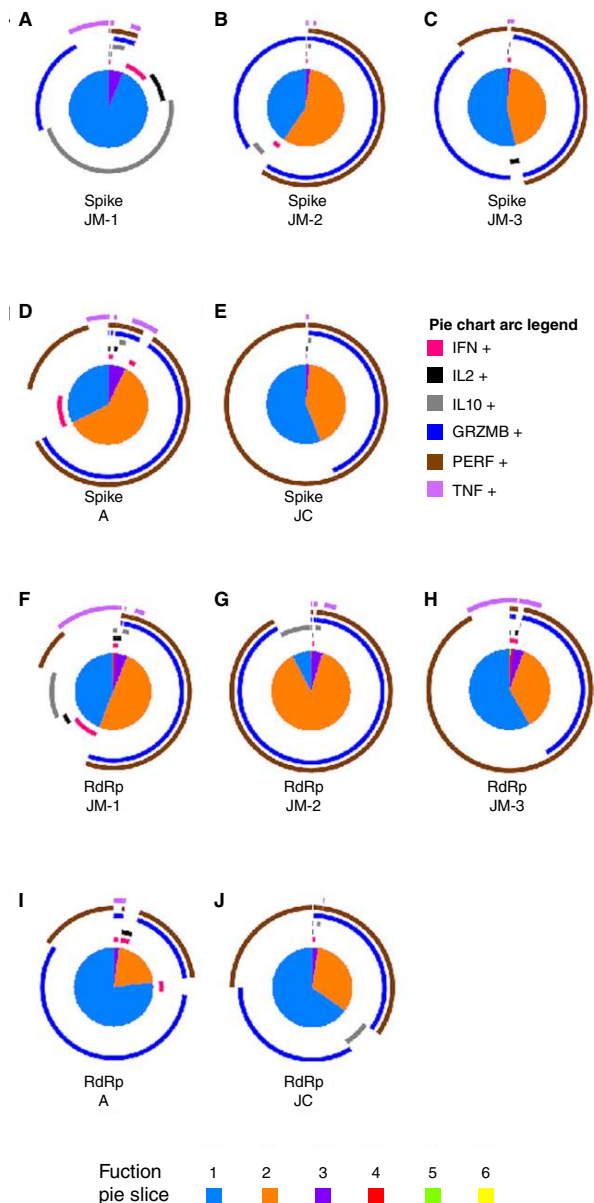 A B C
Spike Spike Spike
JM-1 JM-2 JM-3
D E
Pie chart arc legend
IFN +
IL2 +
IL10 +
GRZMB +
PERF +
TNF +
Spike Spike
A JC
F G H
RdRp RdRp RdRp
JM-1 JM-2 JM-3
I J
RdRp RdRp
A JC
Fuction 1 2 3 4 5 6
pie slice